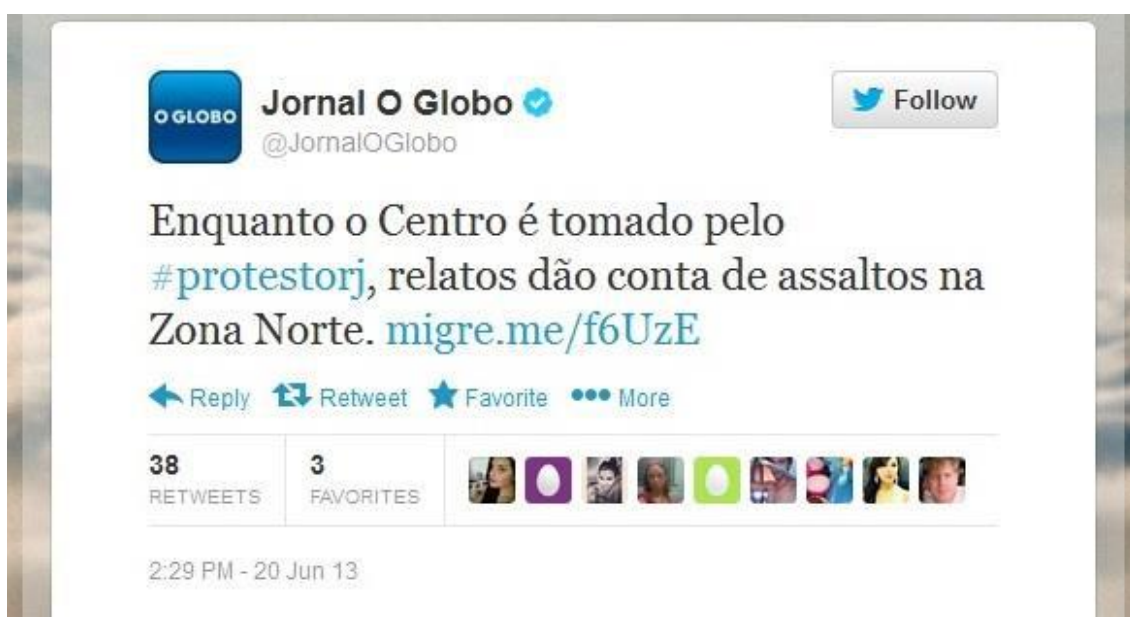 O GLOBO
Jornal O Globo
@JornalOGlobo
Follow
Enquanto o Centro é tomado pelo
#protestorj, relatos dão conta de assaltos na
Zona Norte. migre.me/f6UzE
Reply Retweet Favorite More
38 3
RETWEETS FAVORITES
2:29 PM - 20 Jun 13